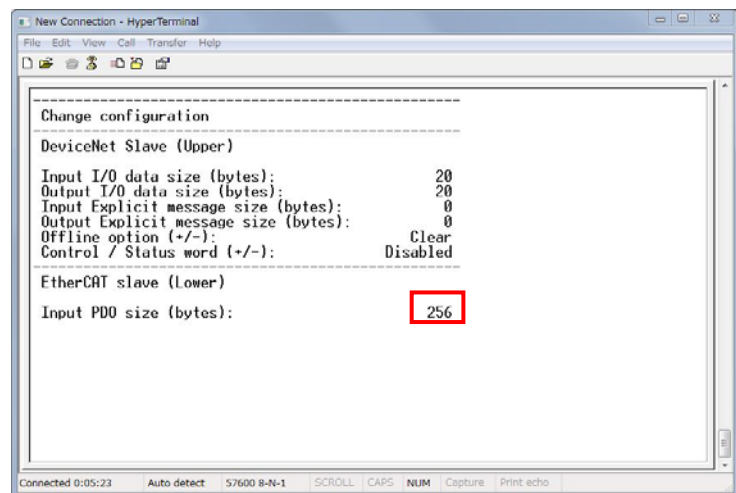 New Connection - HyperTerminal
File Edit View Call Transfer Help
Change configuration
DeviceNet Slave (Upper)
Input I/O data size (bytes): 20
Output I/O data size (bytes): 20
Input Explicit message size (bytes): 0
Output Explicit message size (bytes): 0
Offline option (+/-): Clear
Control / Status word (+/-): Disabled
EtherCAT slave (Lower)
Input PDO size (bytes): 256
Connected 0:05:23 Auto detect 57600 8-N-1 SCROLL CAPS NUM Capture Print echo